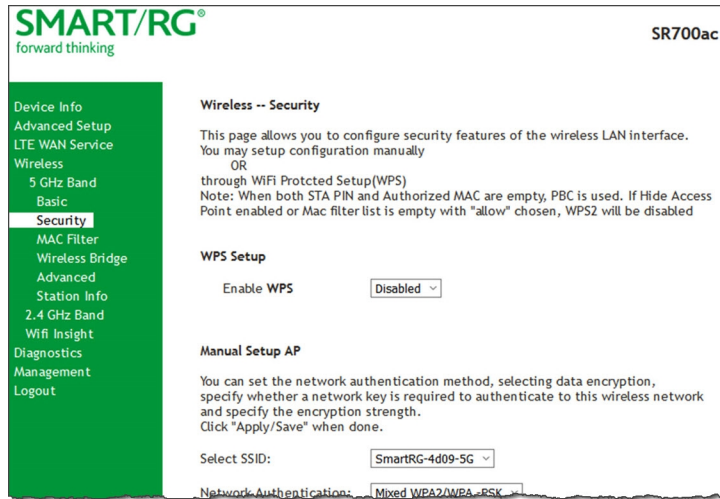 SMART/RG®
forward thinking
SR700ac
Device Info
Advanced Setup
LTE WAN Service
Wireless
5 GHz Band
Basic
Security
MAC Filter
Wireless Bridge
Advanced
Station Info
2.4 GHz Band
Wifi Insight
Diagnostics
Management
Logout
Wireless -- Security
This page allows you to configure security features of the wireless LAN interface.
You may setup configuration manually
OR
through WiFi Protcted Setup(WPS)
Note: When both STA PIN and Authorized MAC are empty, PBC is used. If Hide Access
Point enabled or Mac filter list is empty with "allow" chosen, WPS2 will be disabled
WPS Setup
Enable WPS Disabled
Manual Setup AP
You can set the network authentication method, selecting data encryption,
specify whether a network key is required to authenticate to this wireless network
and specify the encryption strength.
Click "Apply/Save" when done.
Select SSID: SmartRG-4d09-5G
Network Authentication: Mixed WPA2/WPA -PSK